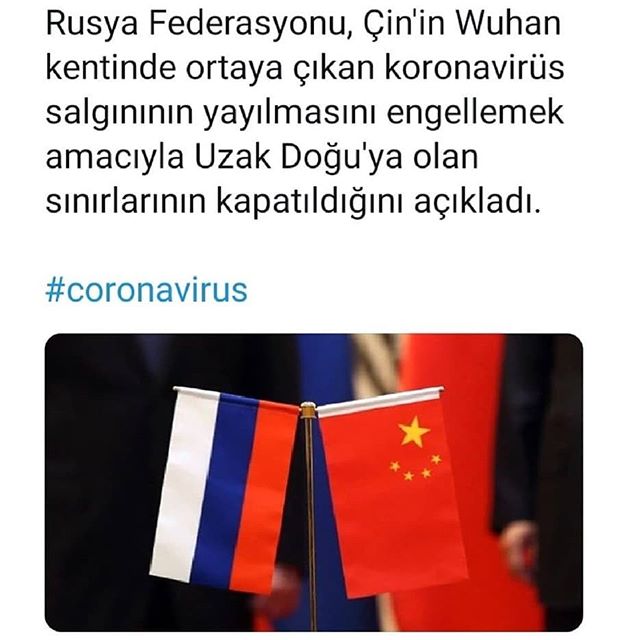 Rusya Federasyonu, Çin'in Wuhan
kentinde ortaya çıkan koronavirüs
salgınının yayılmasını engellemek
amacıyla Uzak Doğu'ya olan
sınırlarının kapatıldığını açıkladı.
#coronavirus